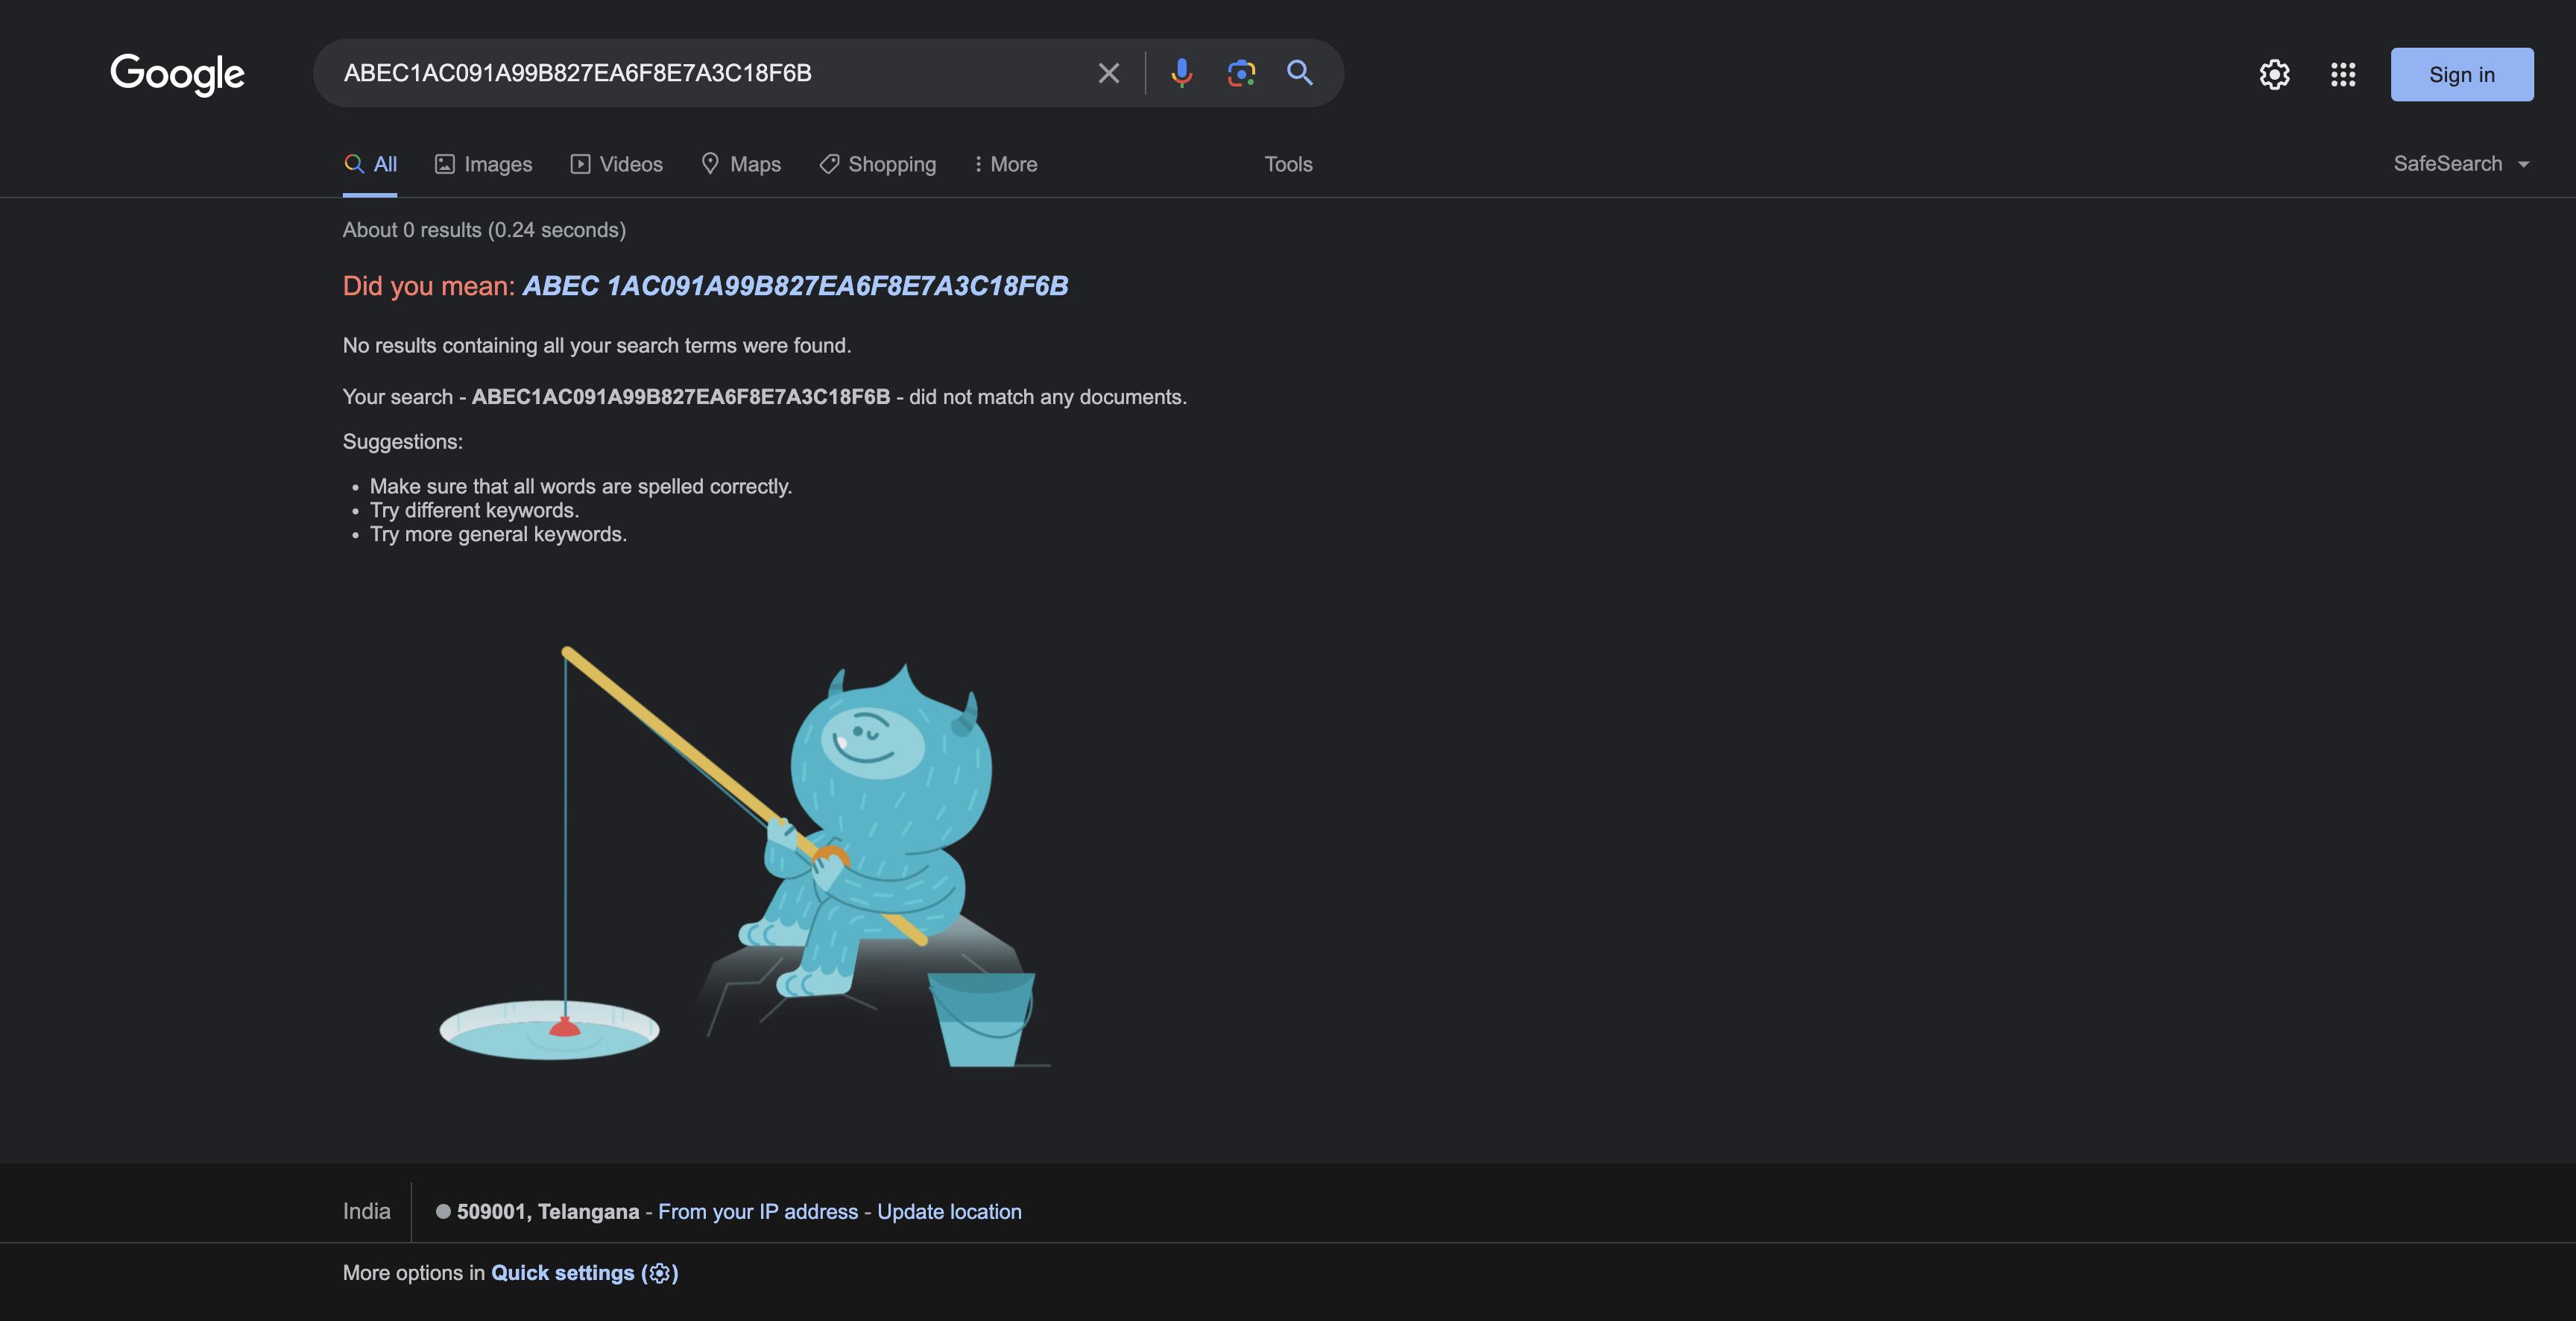 Google
ABEC1AC091A99B827EA6F8E7A3C18F6B
Sign in
All Images Videos Maps Shopping More Tools SafeSearch
About 0 results (0.24 seconds)
Did you mean: ABEC 1AC091A99B827EA6F8E7A3C18F6B
No results containing all your search terms were found.
Your search - ABEC1AC091A99B827EA6F8E7A3C18F6B - did not match any documents.
Suggestions:
• Make sure that all words are spelled correctly.
• Try different keywords.
• Try more general keywords.
India 509001, Telangana - From your IP address - Update location
More options in Quick settings ()